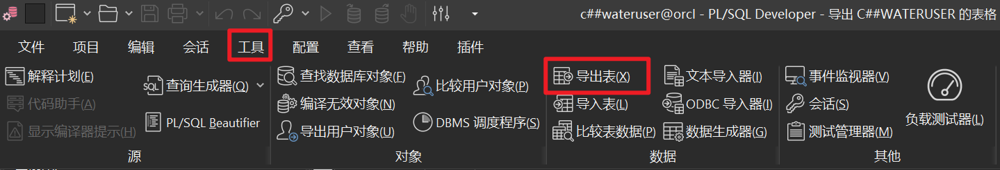 c##wateruser@orcl - PL/SQL Developer - 导出 C##WATERUSER 的表格
文件 项目 编辑 会话 工具 配置 查看 帮助 插件
解释计划(E)
代码助手(A)
显示编译器提示(H)
SQL 查询生成器(Q)
PL/SQL Beautifier
源
查找数据库对象(F)
编译无效对象(N)
导出用户对象(U)
比较用户对象(P)
DBMS 调度程序(S)
对象
导出表(X)
导入表(L)
比较表数据(P)
文本导入器(I)
ODBC 导入器(I)
数据生成器(G)
数据
事件监视器(V)
会话(S)
测试管理器(M)
负载测试器(L)
其他